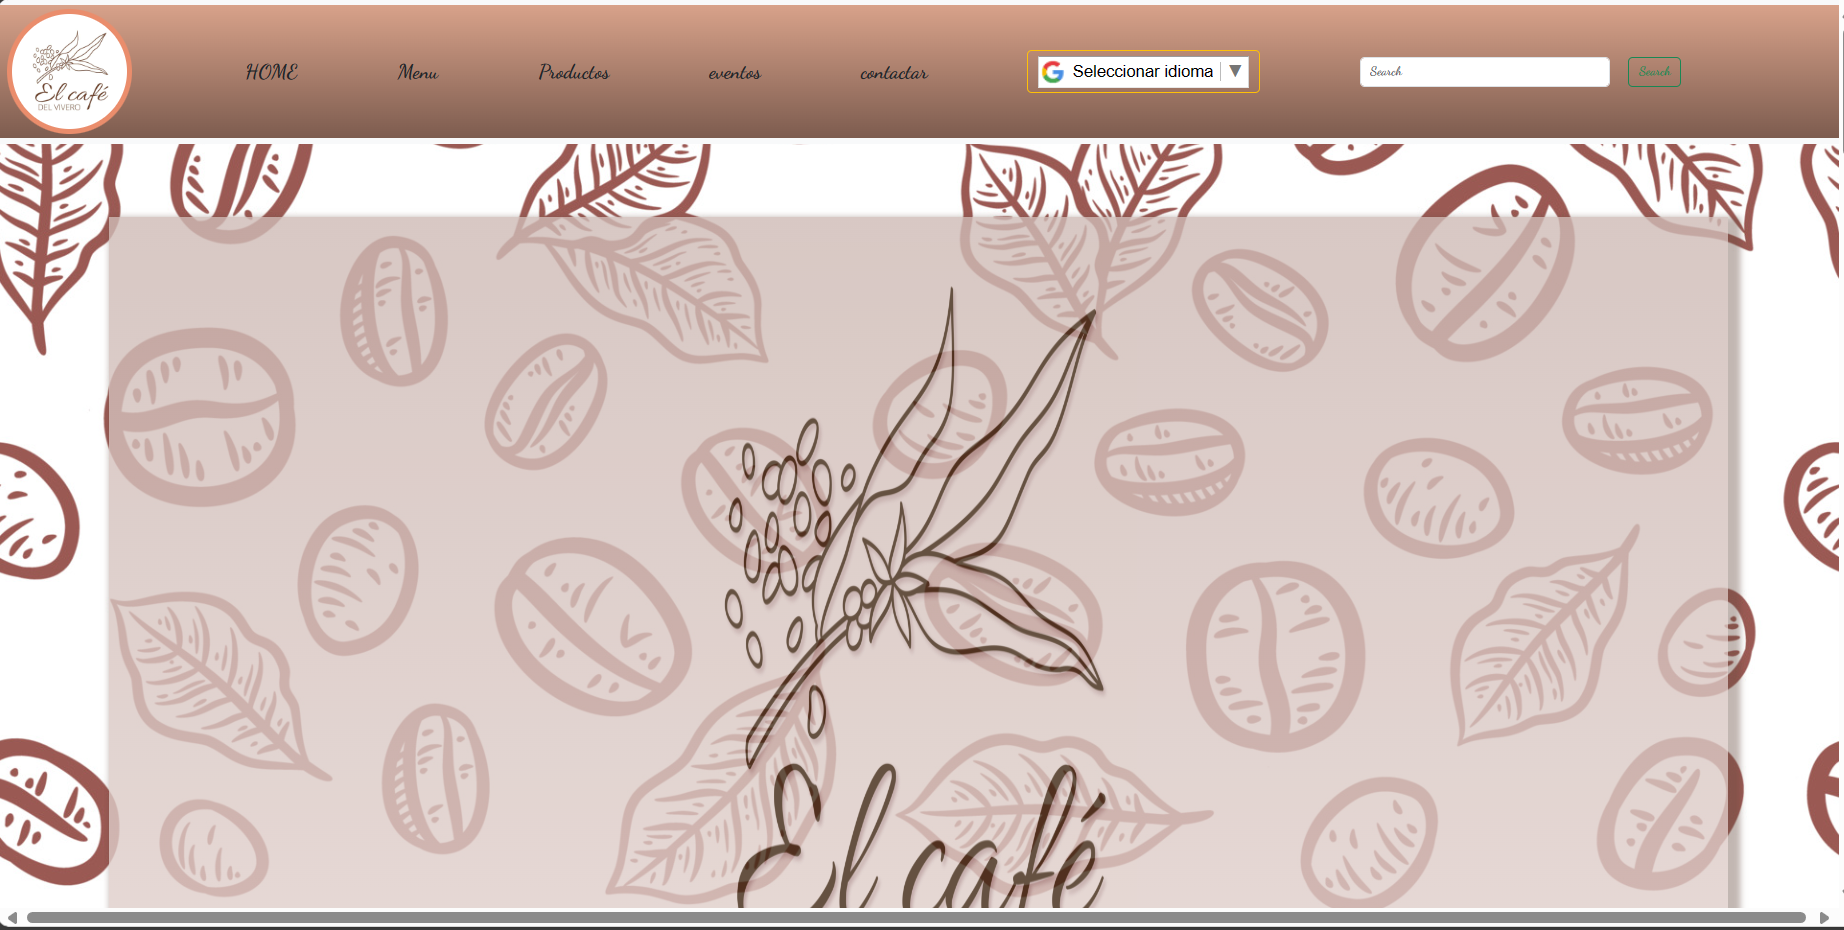 El café
DEL VIVERO
HOME
Menu
Productos
eventos
contactar
Seleccionar idioma ▼
Search
Search
El café